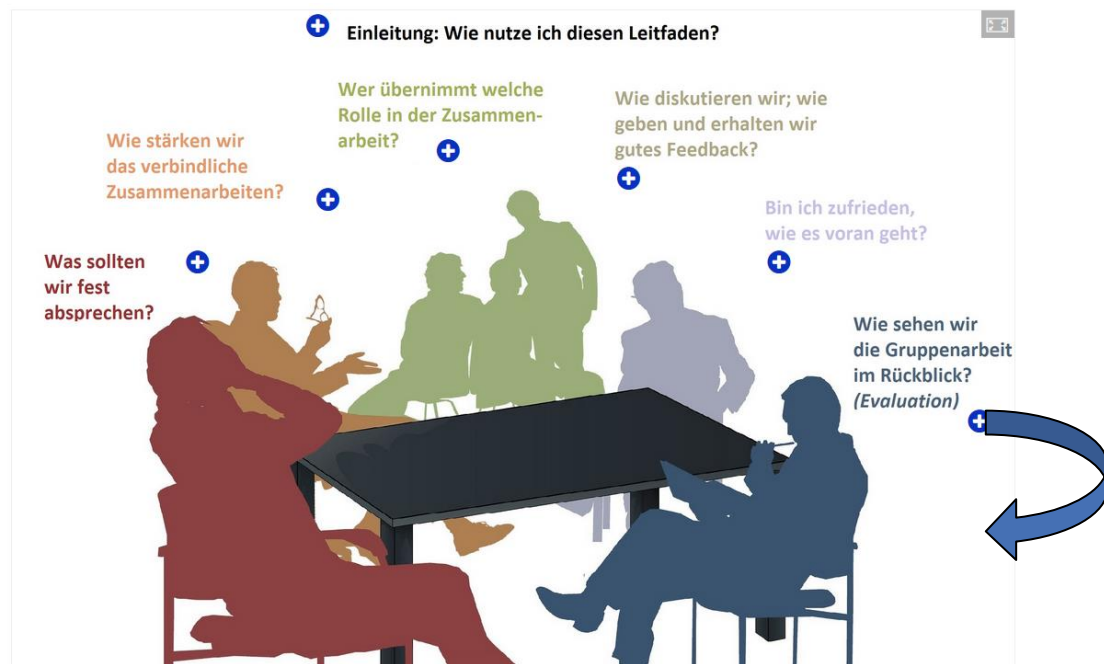 Einleitung: Wie nutze ich diesen Leitfaden?
Wer übernimmt welche
Rolle in der Zusammen-
arbeit?
Wie diskutieren wir; wie
geben und erhalten wir
gutes Feedback?
Wie stärken wir
das verbindliche
Zusammenarbeiten?
Bin ich zufrieden,
wie es voran geht?
Was sollten
wir fest
absprechen?
Wie sehen wir
die Gruppenarbeit
im Rückblick?
(Evaluation)